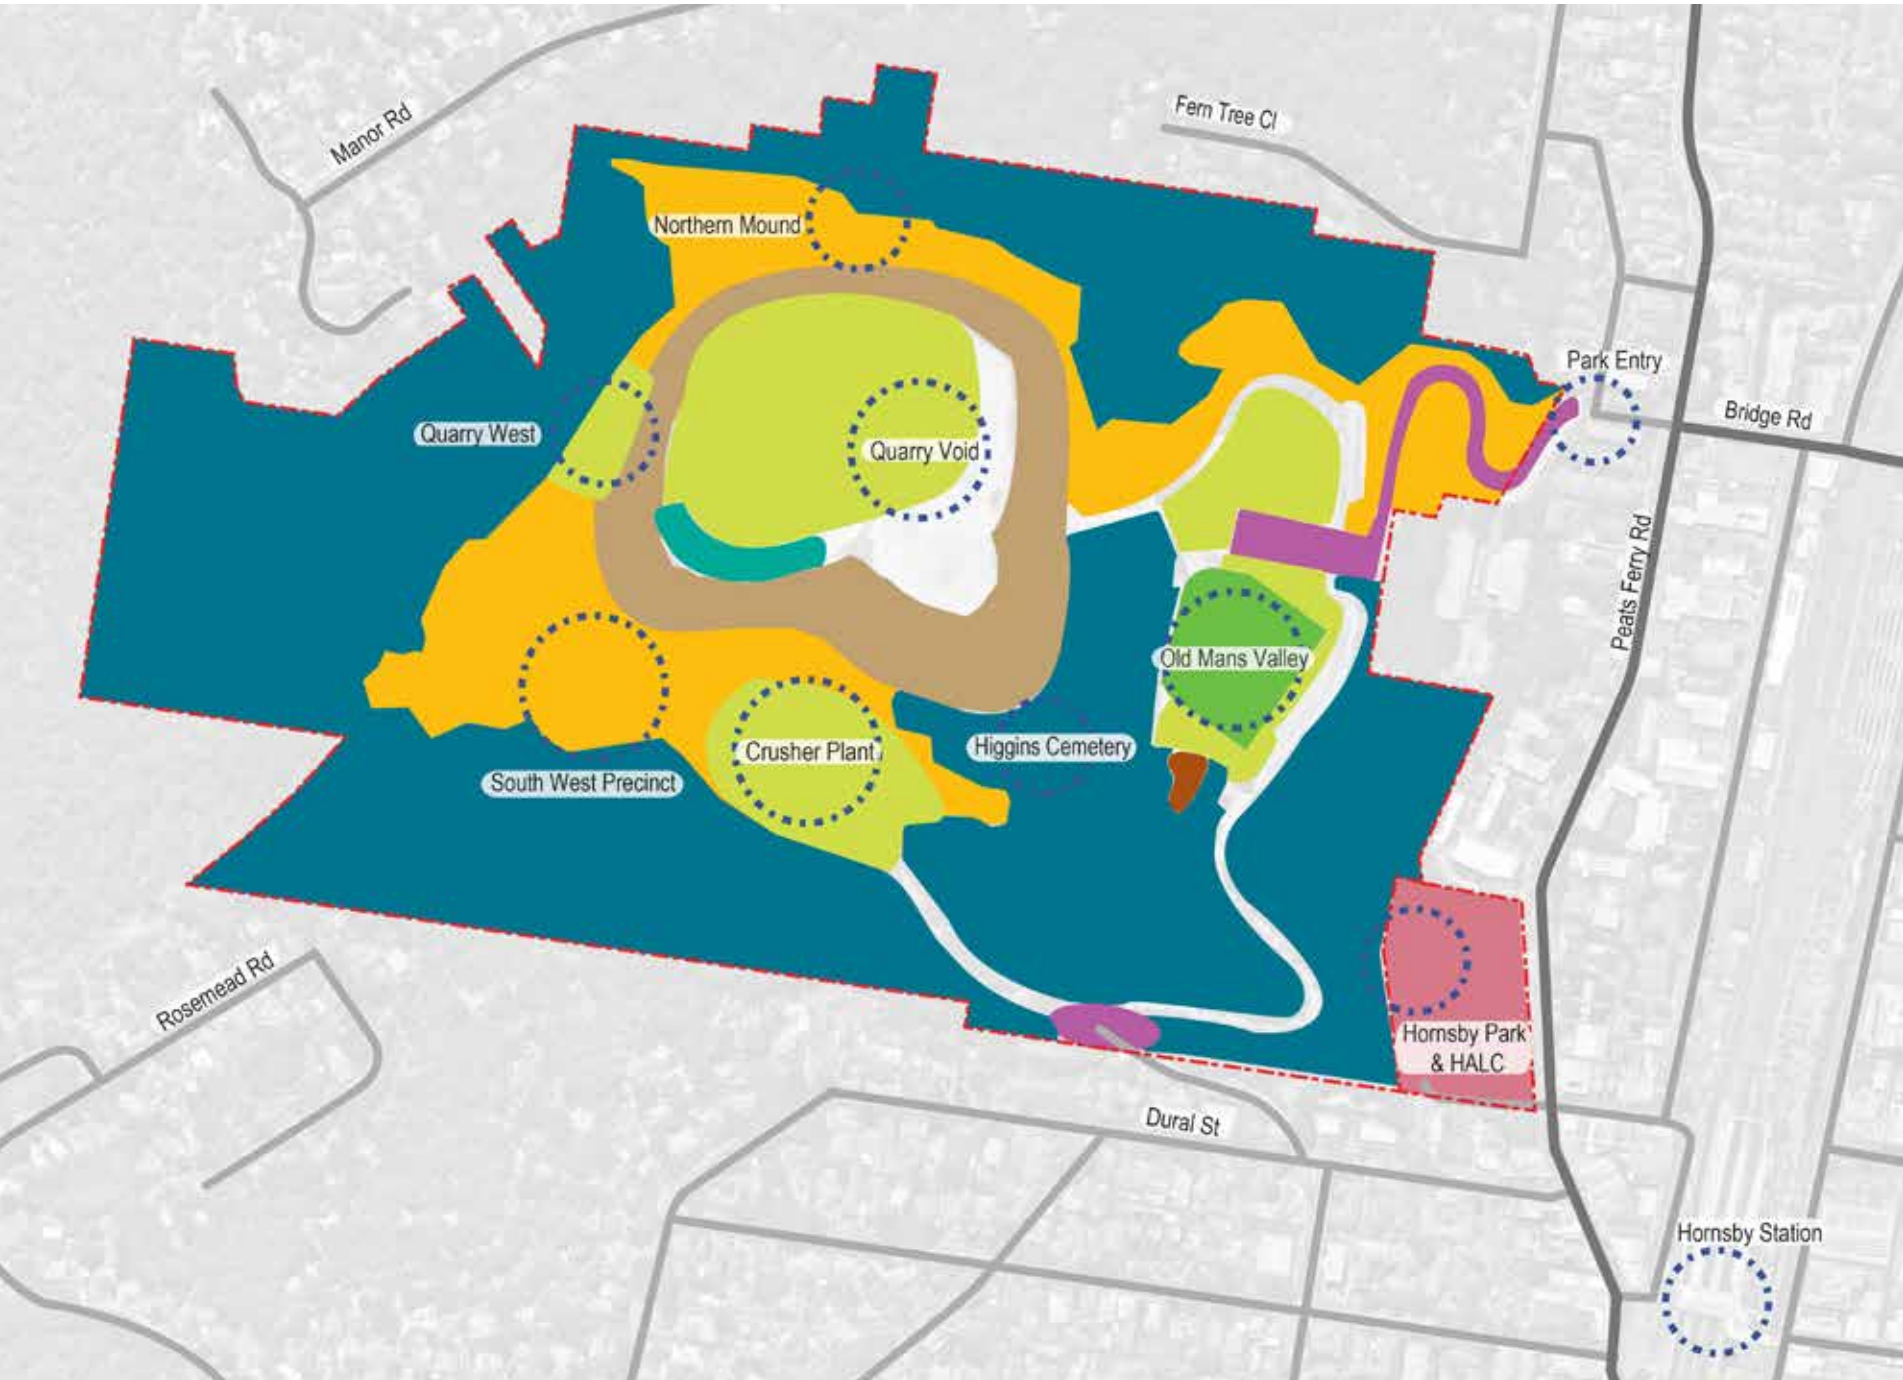 Manor Rd
Fern Tree Cl
Northern Mound
Park Entry
Bridge Rd
Quarry West
Quarry Void
Peats Ferry Rd
Old Mans Valley
Crusher Plant
Higgins Cemetery
South West Precinct
Rosemead Rd
Hornsby Park
& HALC
Dural St
Hornsby Station